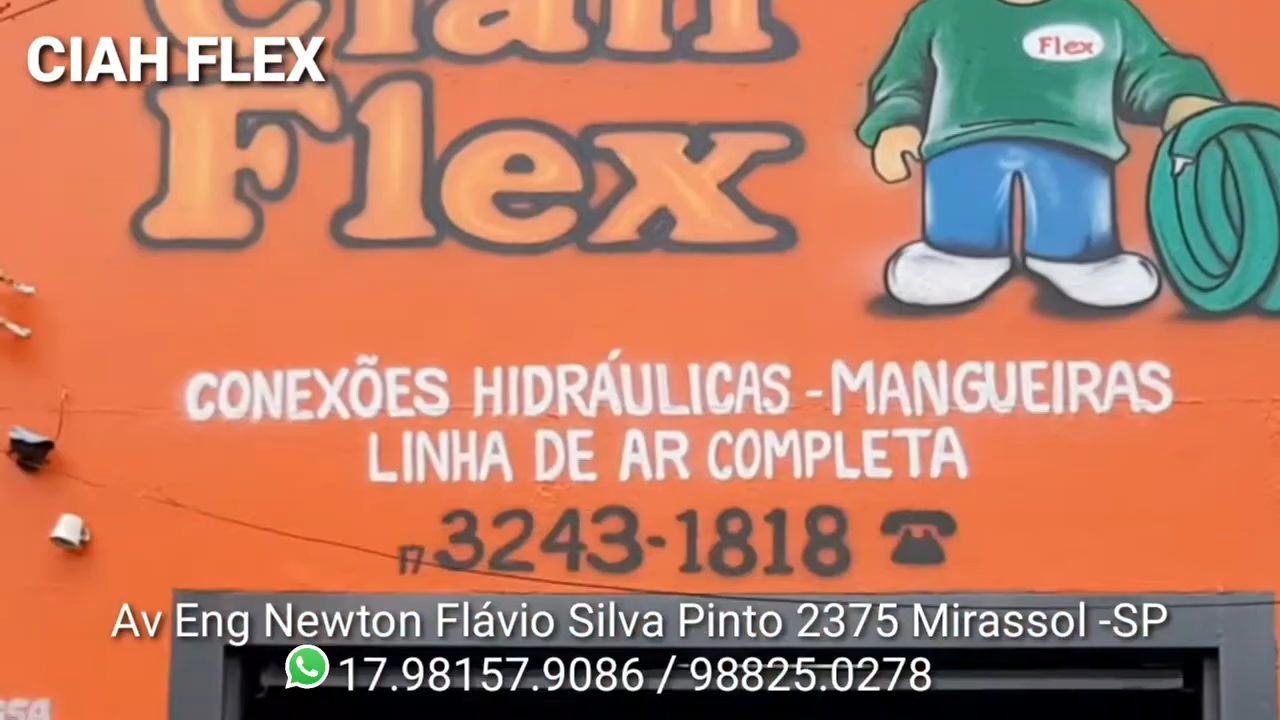 CIAH FLEX
Ciah
Flex
Flex
CONEXÕES HIDRÁULICAS - MANGUEIRAS
LINHA DE AR COMPLETA
17 3243-1818
Av Eng Newton Flávio Silva Pinto 2375 Mirassol -SP
17.98157.9086 / 98825.0278